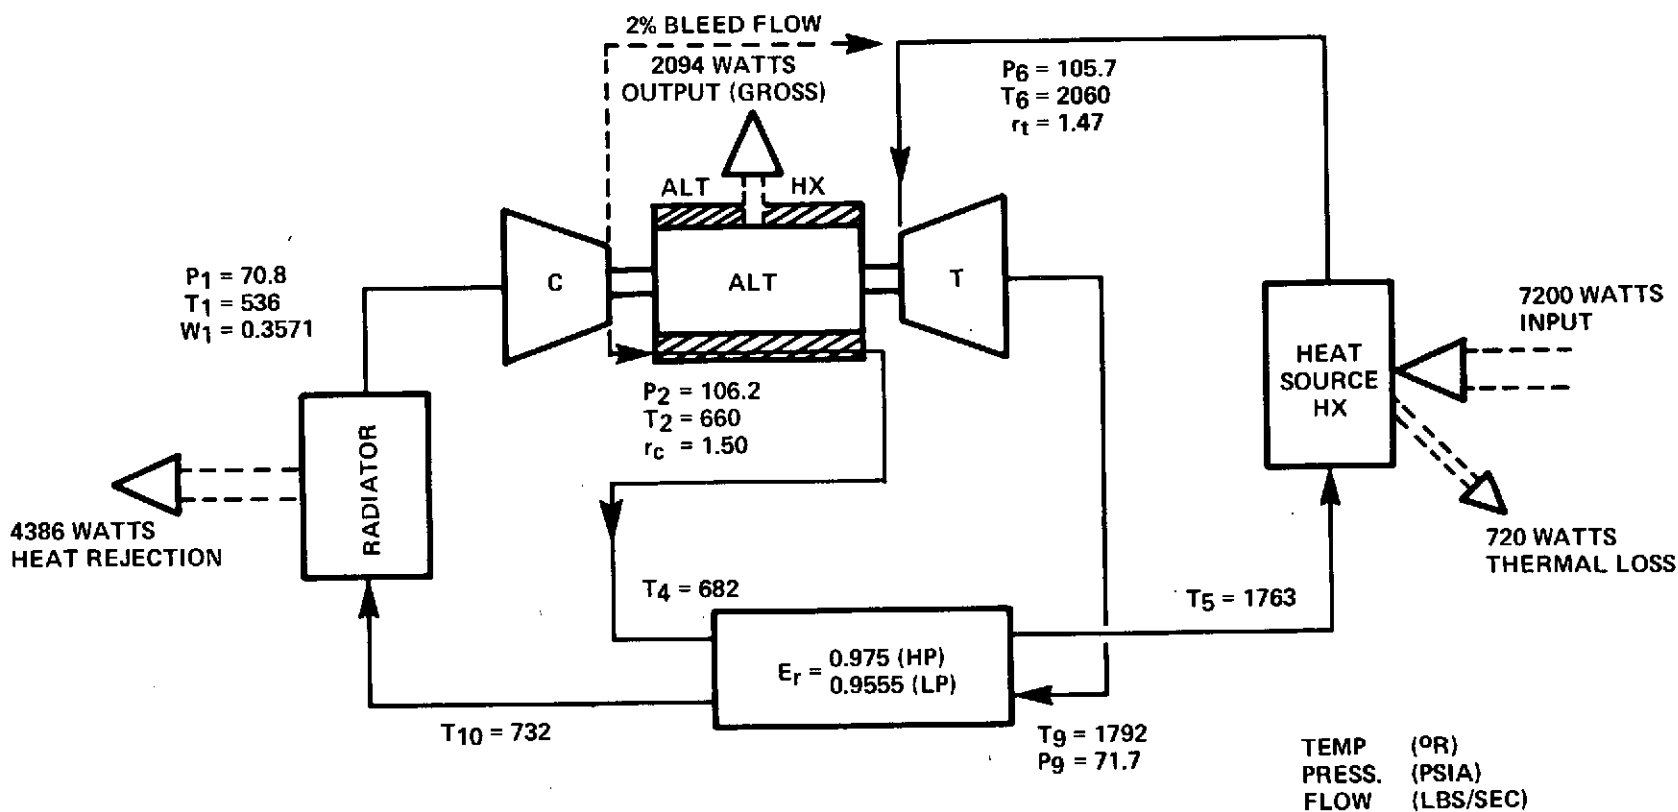 2% BLEED FLOW
2094 WATTS
OUTPUT (GROSS)
P6 = 105.7
T6 = 2060
rt = 1.47
ALT HX
C
ALT
T
P1 = 70.8
T1 = 536
W1 = 0.3571
7200 WATTS
INPUT
HEAT
SOURCE
HX
P2 = 106.2
T2 = 660
rc = 1.50
RADIATOR
4386 WATTS
HEAT REJECTION
720 WATTS
THERMAL LOSS
T4 = 682
T5 = 1763
Er = 0.975 (HP)
0.9555 (LP)
T10 = 732
T9 = 1792
P9 = 71.7
TEMP (ºR)
PRESS. (PSIA)
FLOW (LBS/SEC)